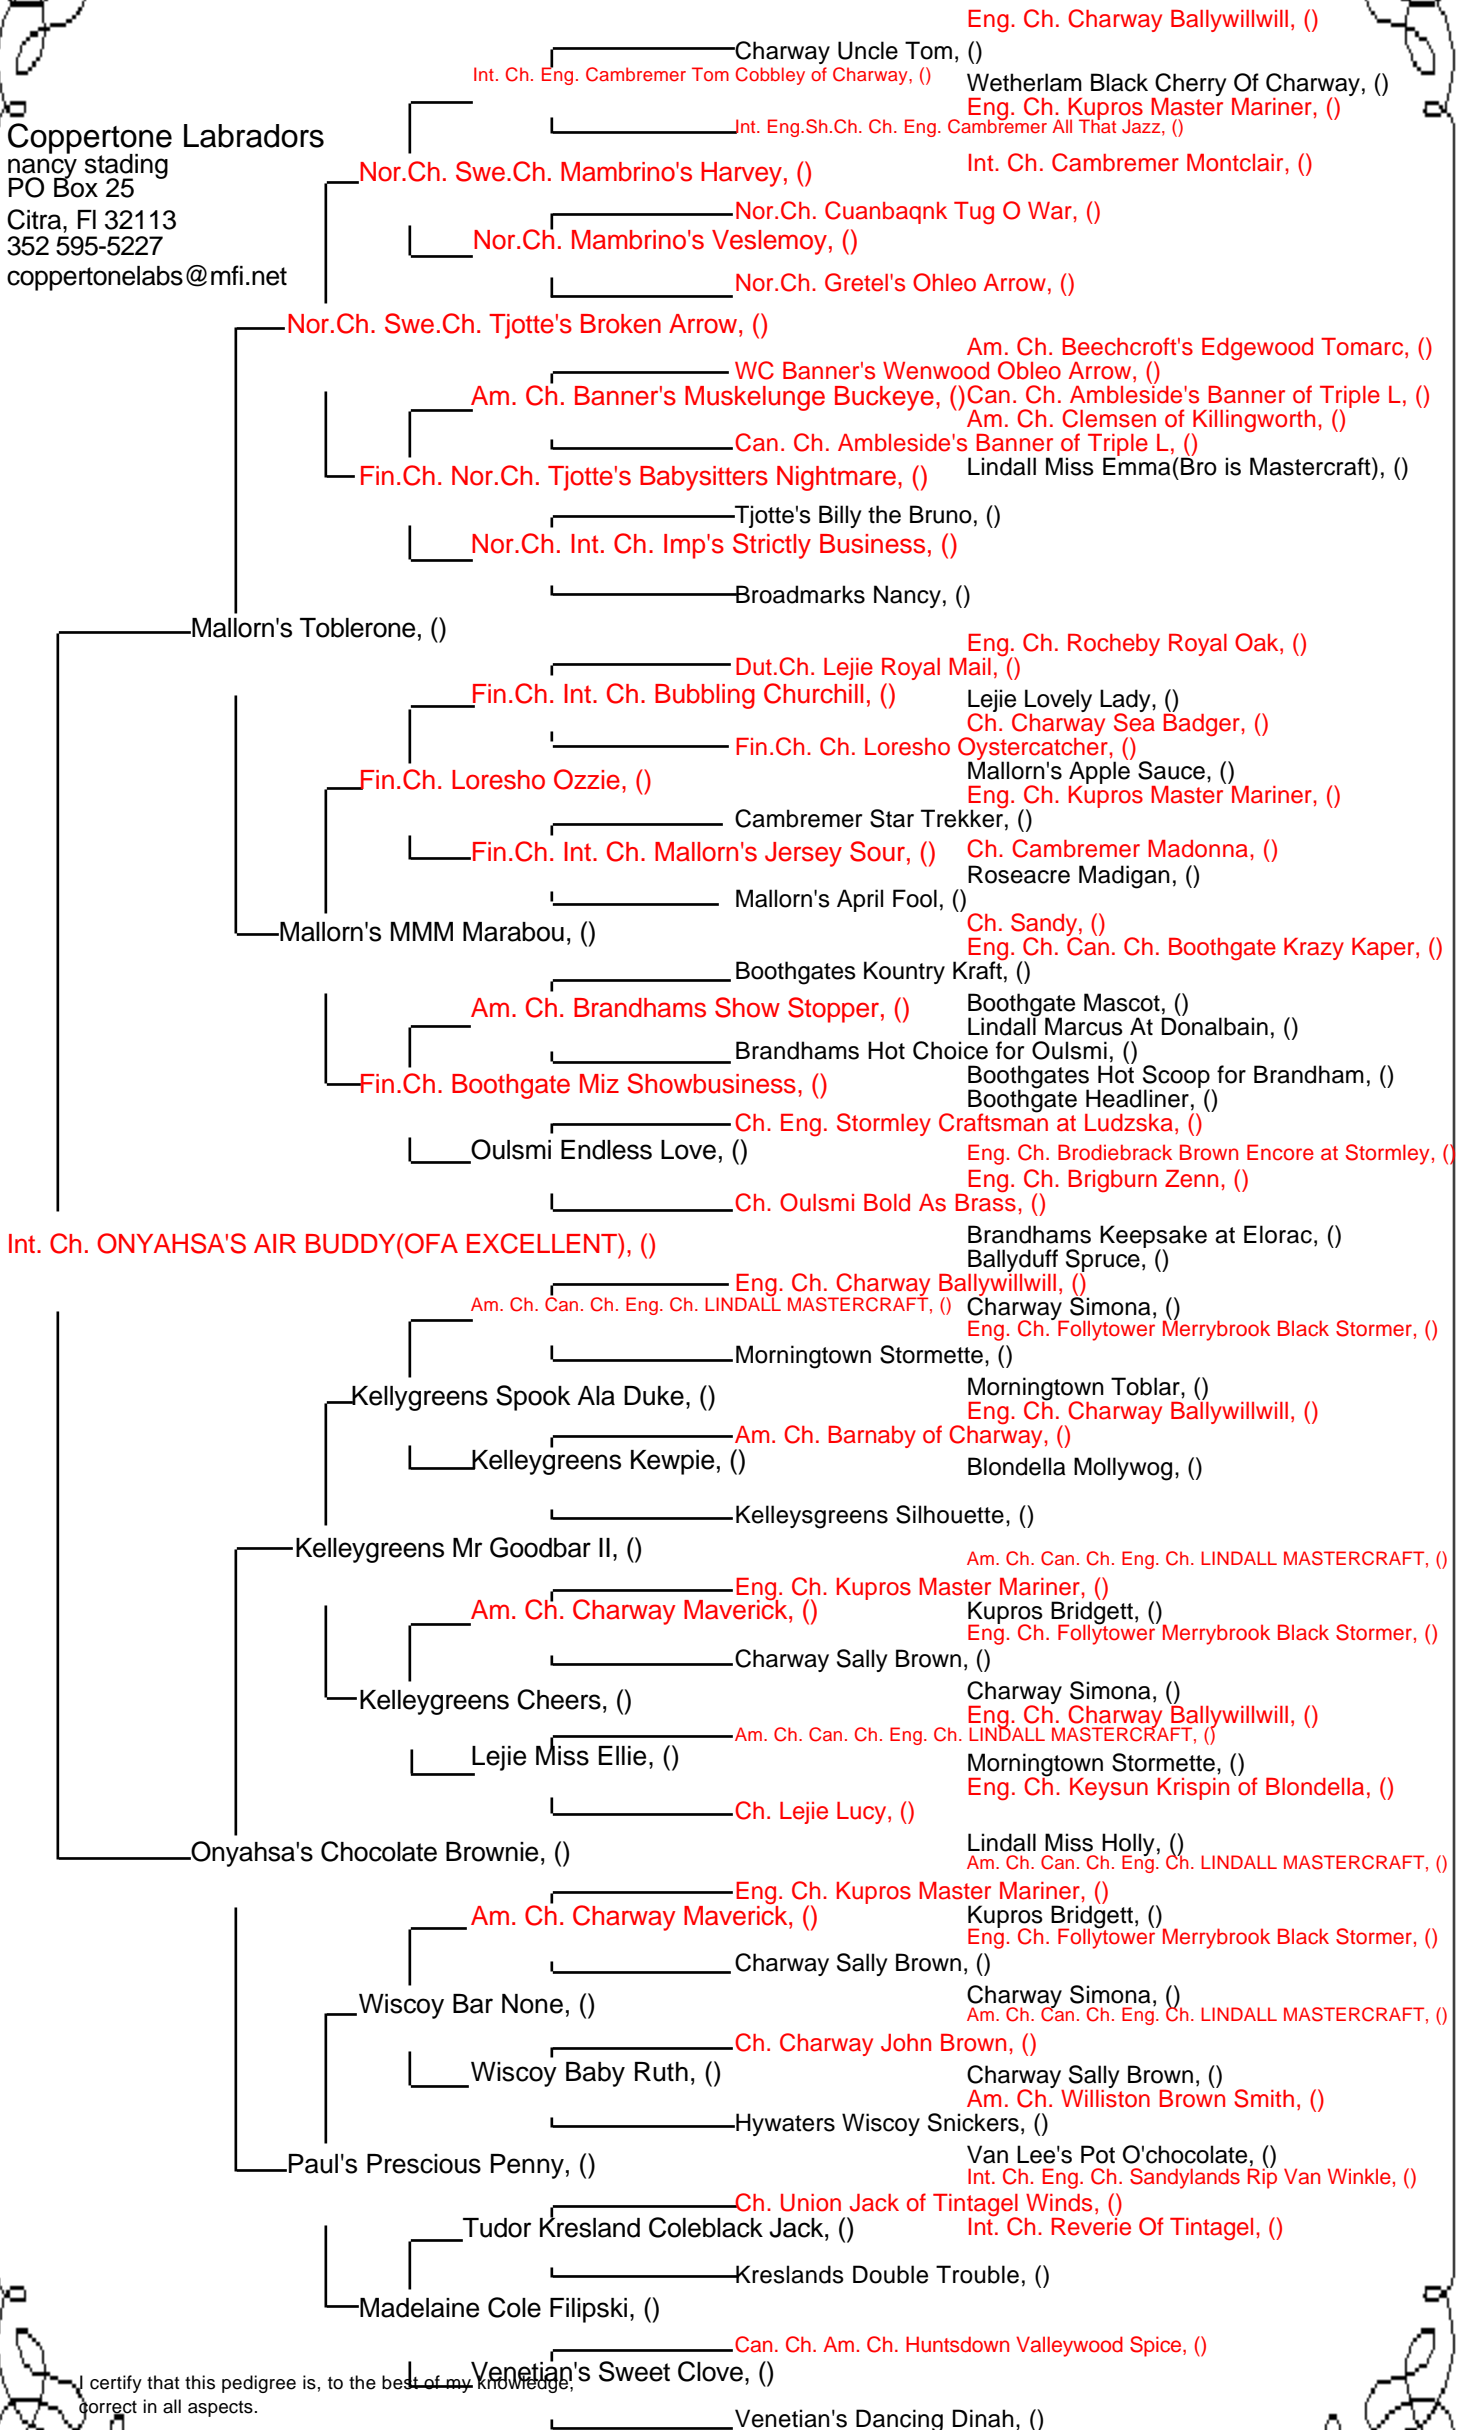 Eng. Ch. Charway Ballywillwill, ()
Charway Uncle Tom, ()
Int. Ch. Eng. Cambremer Tom Cobbley of Charway, ()
Wetherlam Black Cherry Of Charway, ()
Eng. Ch. Kupros Master Mariner, ()
Int. Eng.Sh.Ch. Ch. Eng. Cambremer All That Jazz, ()
Coppertone Labradors
nancy stading
PO Box 25
Citra, Fl 32113
352 595-5227
coppertonelabs@mfi.net
Int. Ch. Cambremer Montclair, ()
Nor.Ch. Swe.Ch. Mambrino's Harvey, ()
Nor.Ch. Cuanbaqnk Tug O War, ()
Nor.Ch. Mambrino's Veslemoy, ()
Nor.Ch. Gretel's Ohleo Arrow, ()
Nor.Ch. Swe.Ch. Tjotte's Broken Arrow, ()
Am. Ch. Beechcroft's Edgewood Tomarc, ()
WC Banner's Wenwood Obleo Arrow, ()
Am. Ch. Banner's Muskelunge Buckeye, ()
Can. Ch. Ambleside's Banner of Triple L, ()
Am. Ch. Clemsen of Killingworth, ()
Can. Ch. Ambleside's Banner of Triple L, ()
Lindall Miss Emma(Bro is Mastercraft), ()
Fin.Ch. Nor.Ch. Tjotte's Babysitters Nightmare, ()
Tjotte's Billy the Bruno, ()
Nor.Ch. Int. Ch. Imp's Strictly Business, ()
Broadmarks Nancy, ()
Mallorn's Toblerone, ()
Eng. Ch. Rocheby Royal Oak, ()
Dut.Ch. Lejie Royal Mail, ()
Fin.Ch. Int. Ch. Bubbling Churchill, ()
Lejie Lovely Lady, ()
Ch. Charway Sea Badger, ()
Fin.Ch. Ch. Loresho Oystercatcher, ()
Mallorn's Apple Sauce, ()
Fin.Ch. Loresho Ozzie, ()
Eng. Ch. Kupros Master Mariner, ()
Cambremer Star Trekker, ()
Fin.Ch. Int. Ch. Mallorn's Jersey Sour, ()
Ch. Cambremer Madonna, ()
Roseacre Madigan, ()
Mallorn's April Fool, ()
Ch. Sandy, ()
Mallorn's MMM Marabou, ()
Eng. Ch. Can. Ch. Boothgate Krazy Kaper, ()
Boothgates Kountry Kraft, ()
Am. Ch. Brandhams Show Stopper, ()
Boothgate Mascot, ()
Lindall Marcus At Donalbain, ()
Brandhams Hot Choice for Oulsmi, ()
Boothgates Hot Scoop for Brandham, ()
Fin.Ch. Boothgate Miz Showbusiness, ()
Boothgate Headliner, ()
Ch. Eng. Stormley Craftsman at Ludzska, ()
Oulsmi Endless Love, ()
Eng. Ch. Brodiebrack Brown Encore at Stormley, ()
Eng. Ch. Brigburn Zenn, ()
Ch. Oulsmi Bold As Brass, ()
Brandhams Keepsake at Elorac, ()
Int. Ch. ONYAHSA'S AIR BUDDY(OFA EXCELLENT), ()
Ballyduff Spruce, ()
Eng. Ch. Charway Ballywillwill, ()
Am. Ch. Can. Ch. Eng. Ch. LINDALL MASTERCRAFT, ()
Charway Simona, ()
Eng. Ch. Follytower Merrybrook Black Stormer, ()
Morningtown Stormette, ()
Morningtown Toblar, ()
Kellygreens Spook Ala Duke, ()
Eng. Ch. Charway Ballywillwill, ()
Am. Ch. Barnaby of Charway, ()
Kelleygreens Kewpie, ()
Blondella Mollywog, ()
Kelleysgreens Silhouette, ()
Kelleygreens Mr Goodbar II, ()
Am. Ch. Can. Ch. Eng. Ch. LINDALL MASTERCRAFT, ()
Eng. Ch. Kupros Master Mariner, ()
Am. Ch. Charway Maverick, ()
Kupros Bridgett, ()
Eng. Ch. Follytower Merrybrook Black Stormer, ()
Charway Sally Brown, ()
Charway Simona, ()
Kelleygreens Cheers, ()
Eng. Ch. Charway Ballywillwill, ()
Am. Ch. Can. Ch. Eng. Ch. LINDALL MASTERCRAFT, ()
Lejie Miss Ellie, ()
Morningtown Stormette, ()
Eng. Ch. Keysun Krispin of Blondella, ()
Ch. Lejie Lucy, ()
Lindall Miss Holly, ()
Onyahsa's Chocolate Brownie, ()
Am. Ch. Can. Ch. Eng. Ch. LINDALL MASTERCRAFT, ()
Eng. Ch. Kupros Master Mariner, ()
Am. Ch. Charway Maverick, ()
Kupros Bridgett, ()
Eng. Ch. Follytower Merrybrook Black Stormer, ()
Charway Sally Brown, ()
Charway Simona, ()
Wiscoy Bar None, ()
Am. Ch. Can. Ch. Eng. Ch. LINDALL MASTERCRAFT, ()
Ch. Charway John Brown, ()
Wiscoy Baby Ruth, ()
Charway Sally Brown, ()
Am. Ch. Williston Brown Smith, ()
Hywaters Wiscoy Snickers, ()
Van Lee's Pot O'chocolate, ()
Paul's Prescious Penny, ()
Int. Ch. Eng. Ch. Sandylands Rip Van Winkle, ()
Ch. Union Jack of Tintagel Winds, ()
Tudor Kresland Coleblack Jack, ()
Int. Ch. Reverie Of Tintagel, ()
Kreslands Double Trouble, ()
Madelaine Cole Filipski, ()
Can. Ch. Am. Ch. Huntsdown Valleywood Spice, ()
Venetian's Sweet Clove, ()
I certify that this pedigree is, to the best of my knowledge,
correct in all aspects.
Venetian's Dancing Dinah, ()